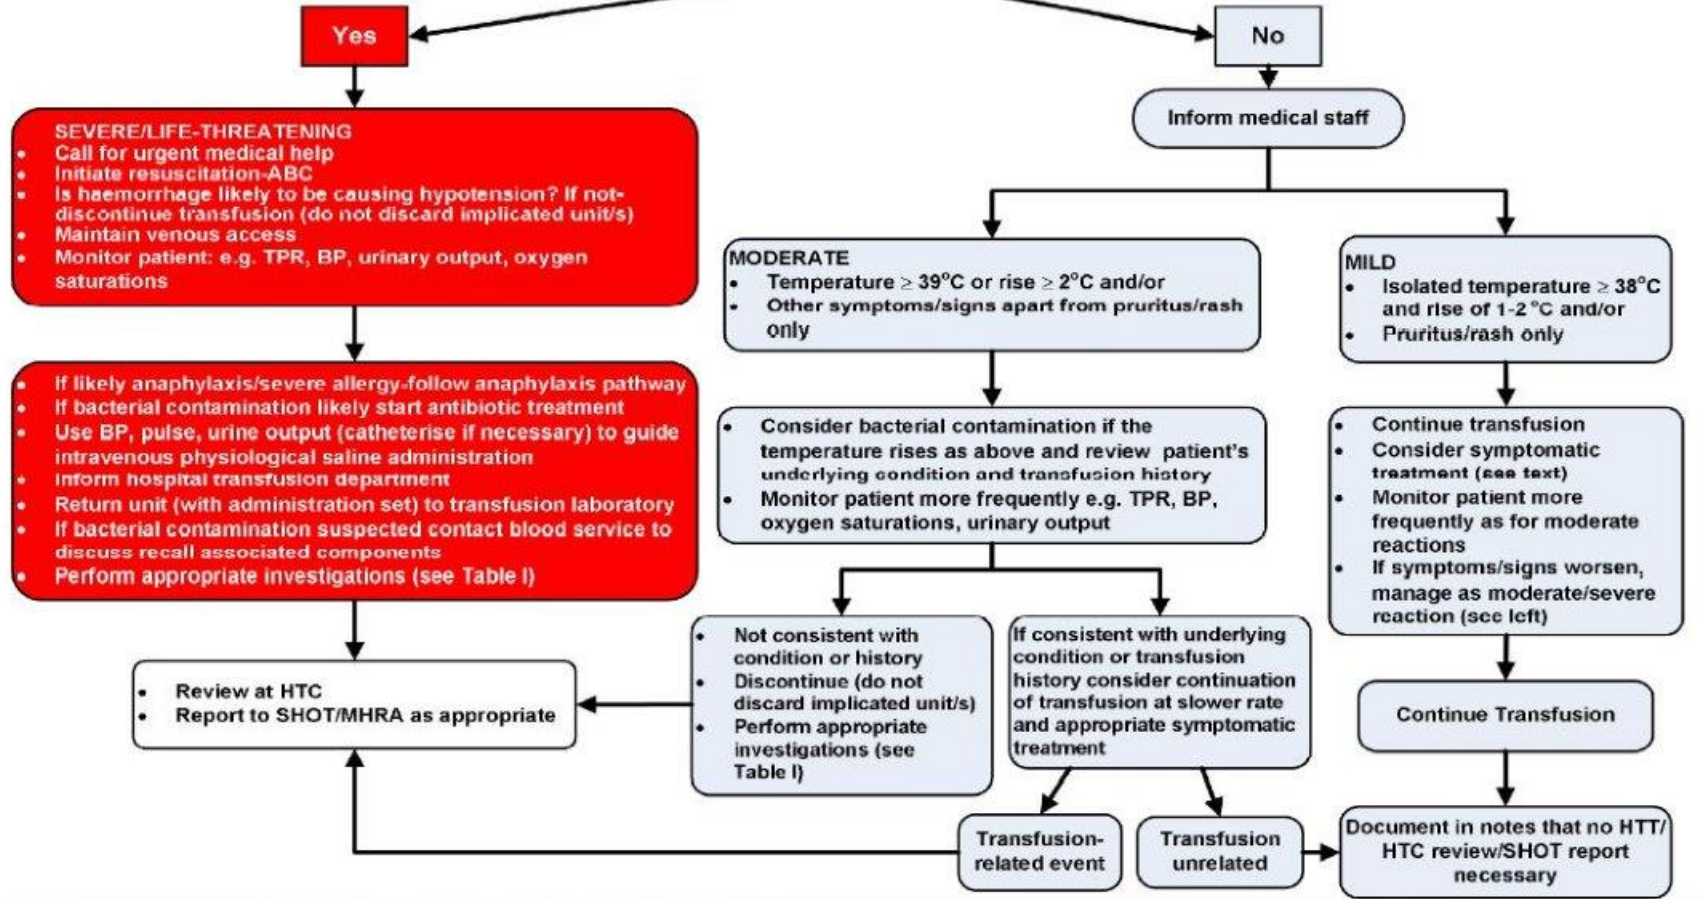 Yes
No
Inform medical staff
SEVERE/LIFE-THREATENING
• Call for urgent medical help
• Initiate resuscitation-ABC
• Is haemorrhage likely to be causing hypotension? If not-
discontinue transfusion (do not discard implicated unit/s)
• Maintain venous access
• Monitor patient: e.g. TPR, BP, urinary output, oxygen
saturations
MODERATE
• Temperature ≥ 39°C or rise ≥ 2°C and/or
• Other symptoms/signs apart from pruritus/rash
only
MILD
• Isolated temperature ≥ 38°C
and rise of 1-2°C and/or
• Pruritus/rash only
• If likely anaphylaxis/severe allergy-follow anaphylaxis pathway
• If bacterial contamination likely start antibiotic treatment
• Use BP, pulse, urine output (catheterise if necessary) to guide
intravenous physiological saline administration
• Inform hospital transfusion department
• Return unit (with administration set) to transfusion laboratory
• If bacterial contamination suspected contact blood service to
discuss recall associated components
• Perform appropriate investigations (see Table I)
• Consider bacterial contamination if the
temperature rises as above and review patient's
underlying condition and transfusion history
• Monitor patient more frequently e.g. TPR, BP,
oxygen saturations, urinary output
• Continue transfusion
• Consider symptomatic
treatment (see text)
• Monitor patient more
frequently as for moderate
reactions
• If symptoms/signs worsen,
manage as moderate/severe
reaction (see left)
• Review at HTC
• Report to SHOT/MHRA as appropriate
• Not consistent with
condition or history
• Discontinue (do not
discard implicated unit/s)
• Perform appropriate
investigations (see
Table I)
If consistent with underlying
condition or transfusion
history consider continuation
of transfusion at slower rate
and appropriate symptomatic
treatment
Continue Transfusion
Transfusion-
related event
Transfusion
unrelated
Document in notes that no HTT/
HTC review/SHOT report
necessary